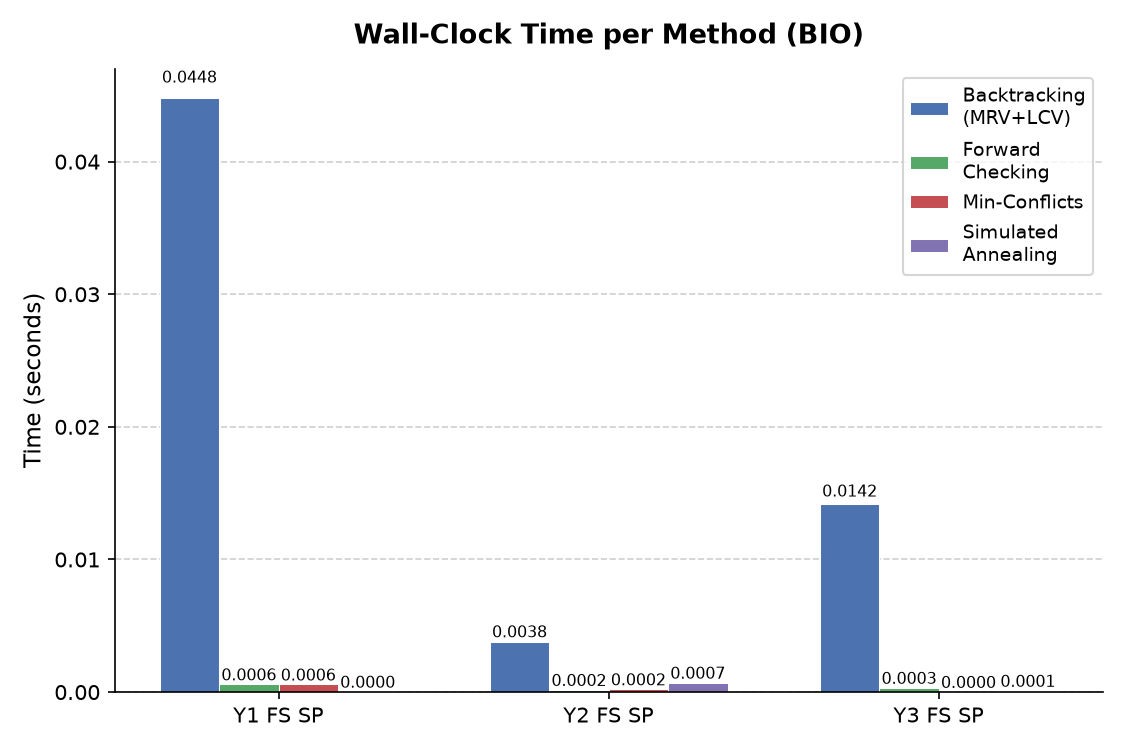 Wall-Clock Time per Method (BIO)
0.0448
Backtracking
(MRV+LCV)
Forward
Checking
Min-Conflicts
Simulated
Annealing
0.04
0.03
0.02
0.01
0.00
Time (seconds)
0.0006 0.0006 0.0000
0.0038
0.0002 0.0002 0.0007
0.0142
0.0003 0.0000 0.0001
Y1 FS SP
Y2 FS SP
Y3 FS SP